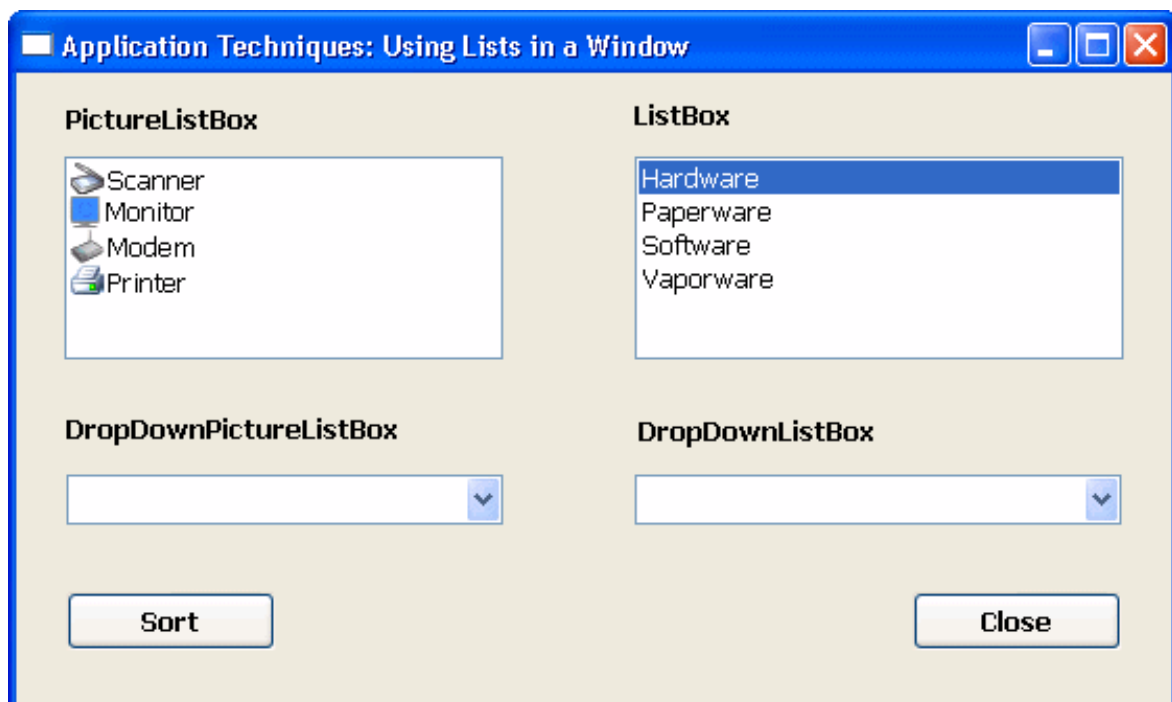 Application Techniques: Using Lists in a Window
PictureListBox
Scanner
Monitor
Modem
Printer
ListBox
Hardware
Paperware
Software
Vaporware
DropDownPictureListBox
DropDownListBox
Sort
Close